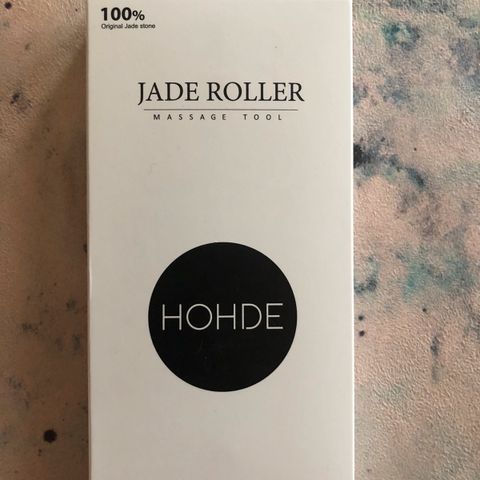 100%
Original Jade stone
JADE ROLLER
MASSAGE TOOL
HOHDE